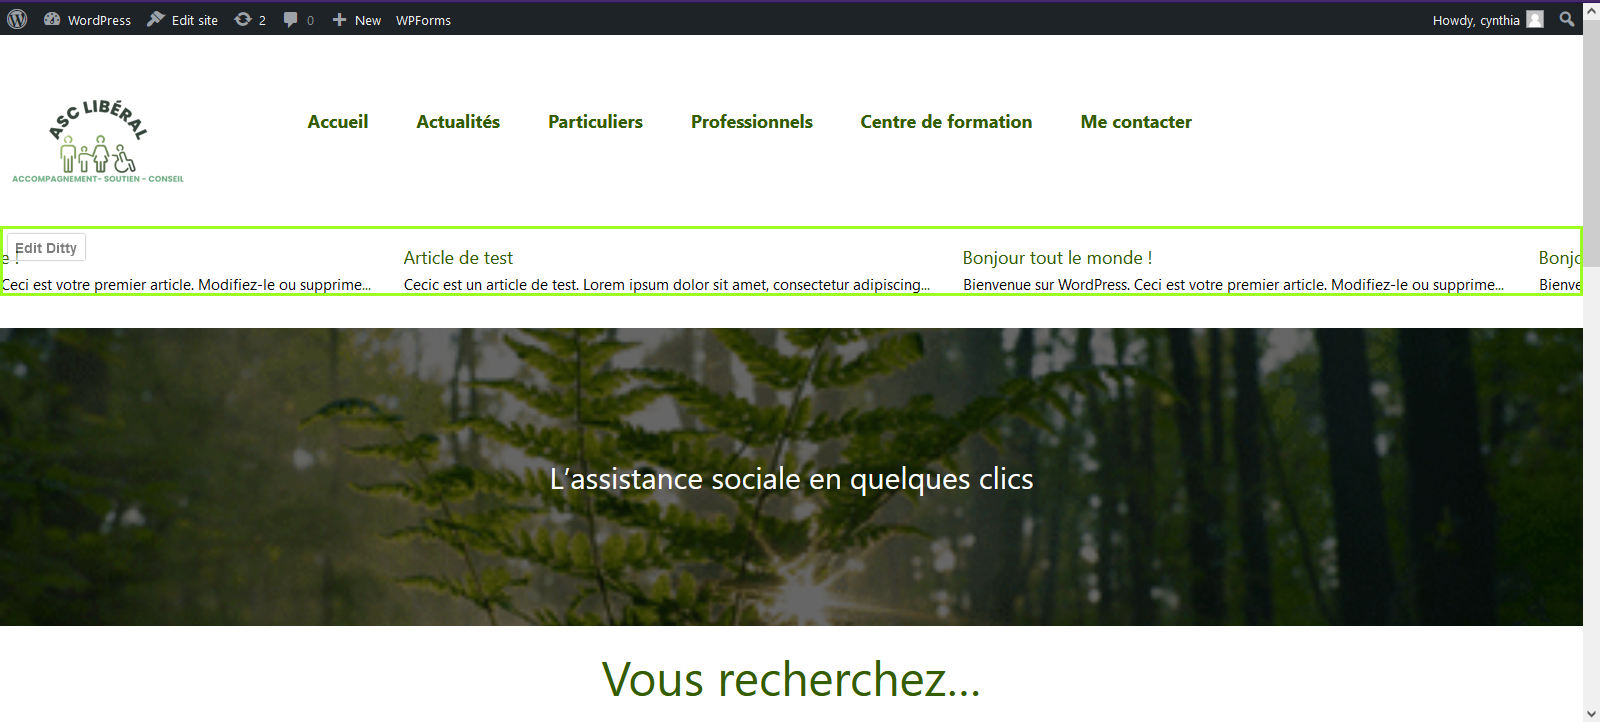 WordPress Edit site 2 0 New WPForms Howdy, cynthia
ASC LIBÉRAL
ACCOMPAGNEMENT - SOUTIEN - CONSEIL
Accueil Actualités Particuliers Professionnels Centre de formation Me contacter
Edit Ditty
e ! Article de test Bonjour tout le monde ! Bonjo
Ceci est votre premier article. Modifiez-le ou supprime... Cecic est un article de test. Lorem ipsum dolor sit amet, consectetur adipiscing... Bienvenue sur WordPress. Ceci est votre premier article. Modifiez-le ou supprime... Bienve
L’assistance sociale en quelques clics
Vous recherchez…